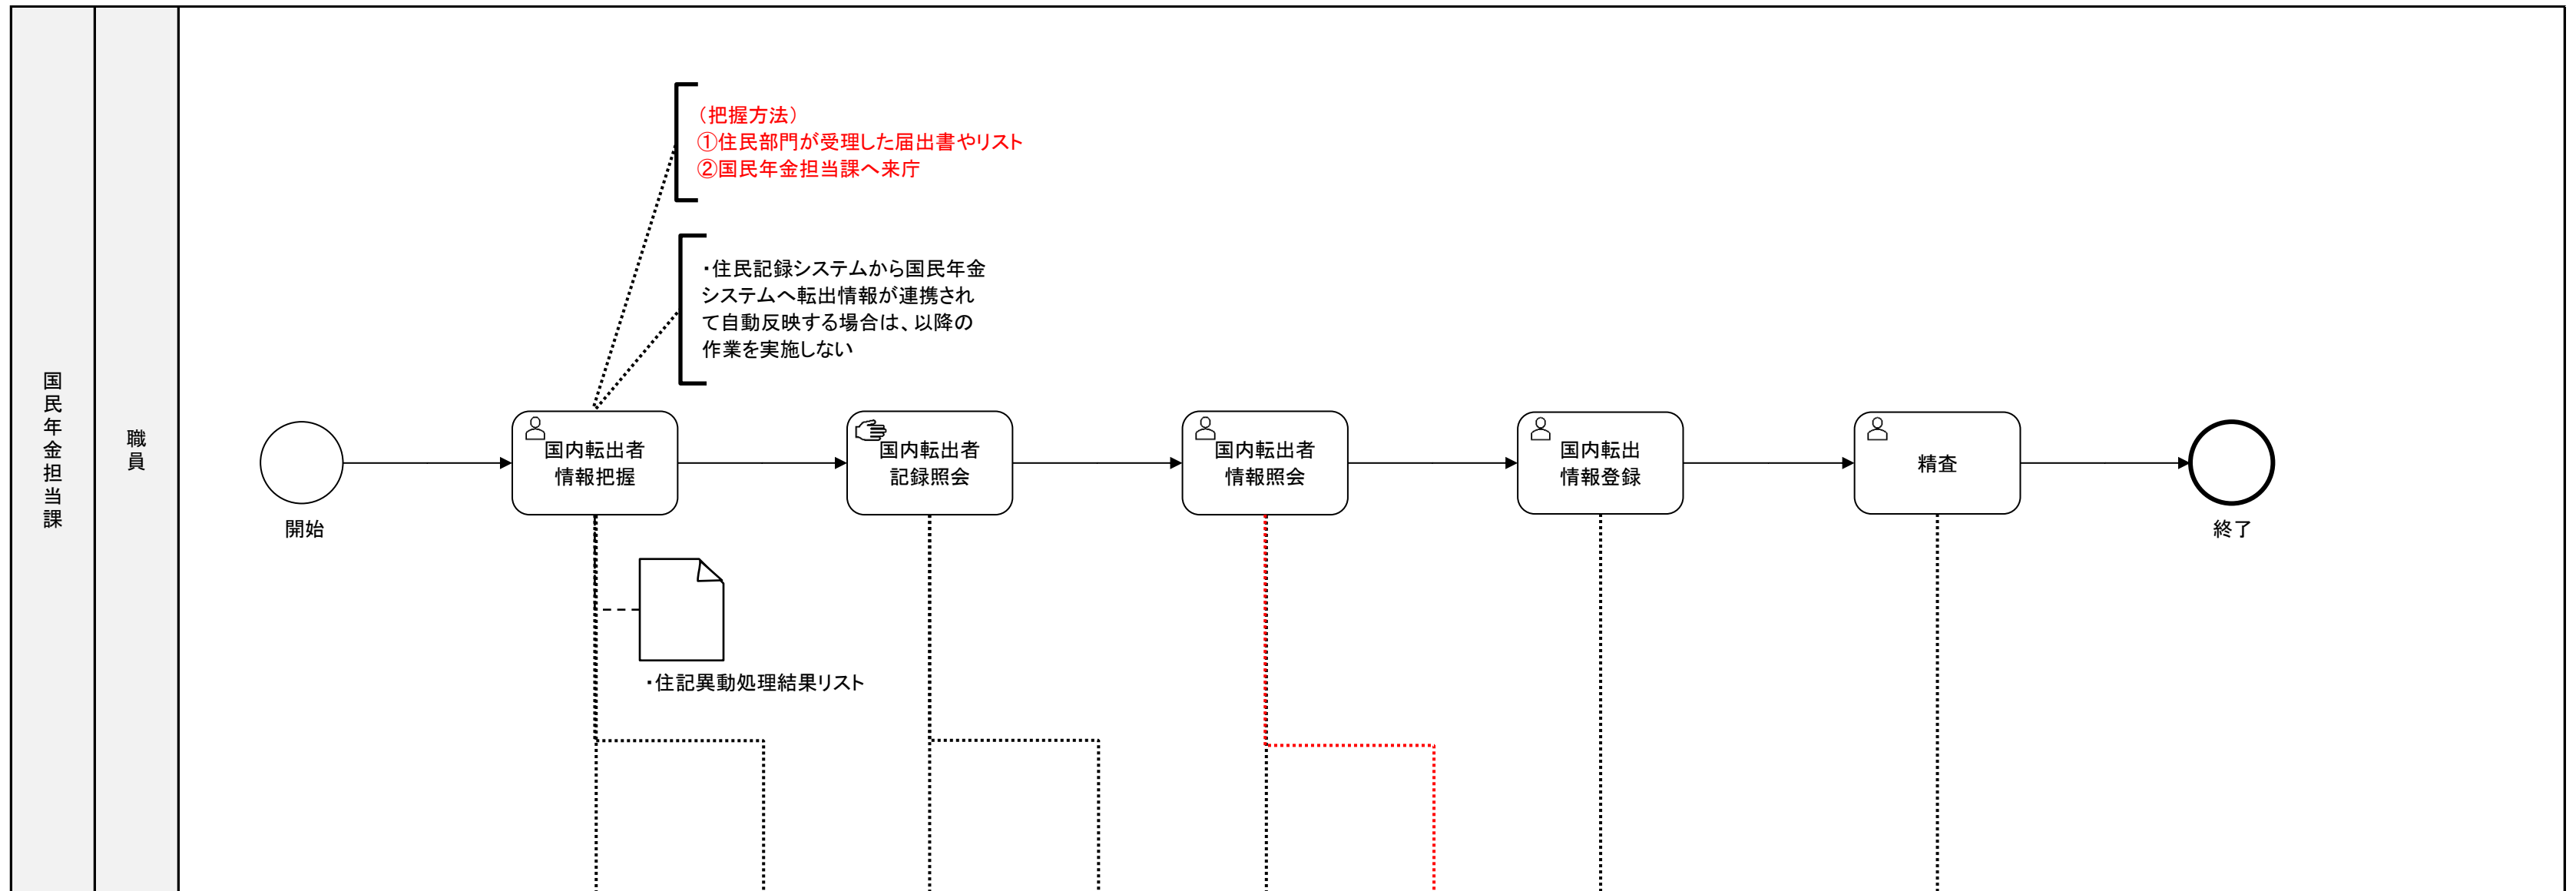 国民年金担当課
職員
（把握方法）
①住民部門が受理した届出書やリスト
②国民年金担当課へ来庁
・住民記録システムから国民年金
システムへ転出情報が連携され
て自動反映する場合は、以降の
作業を実施しない
開始
国内転出者
情報把握
国内転出者
記録照会
国内転出者
情報照会
国内転出
情報登録
精査
終了
・住記異動処理結果リスト